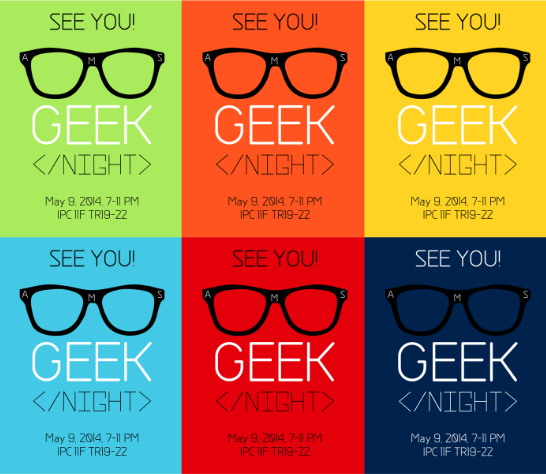 SEE YOU!
A M S
GEEK
</NIGHT>
May 9, 2014, 7-11 PM
IPC 11F TR19-22
SEE YOU!
A M S
GEEK
</NIGHT>
May 9, 2014, 7-11 PM
IPC 11F TR19-22
SEE YOU!
A M S
GEEK
</NIGHT>
May 9, 2014, 7-11 PM
IPC 11F TR19-22
SEE YOU!
A M S
GEEK
</NIGHT>
May 9, 2014, 7-11 PM
IPC 11F TR19-22
SEE YOU!
A M S
GEEK
</NIGHT>
May 9, 2014, 7-11 PM
IPC 11F TR19-22
SEE YOU!
A M S
GEEK
</NIGHT>
May 9, 2014, 7-11 PM
IPC 11F TR19-22